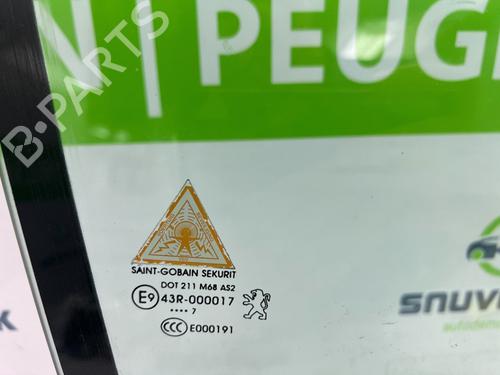 N | PEUG
B-PARTS
SAINT-GOBAIN SEKURIT
DOT 211 M68 AS2
E9 43R-000017
.... 7
CCC E000191
SNUV
autodem
K